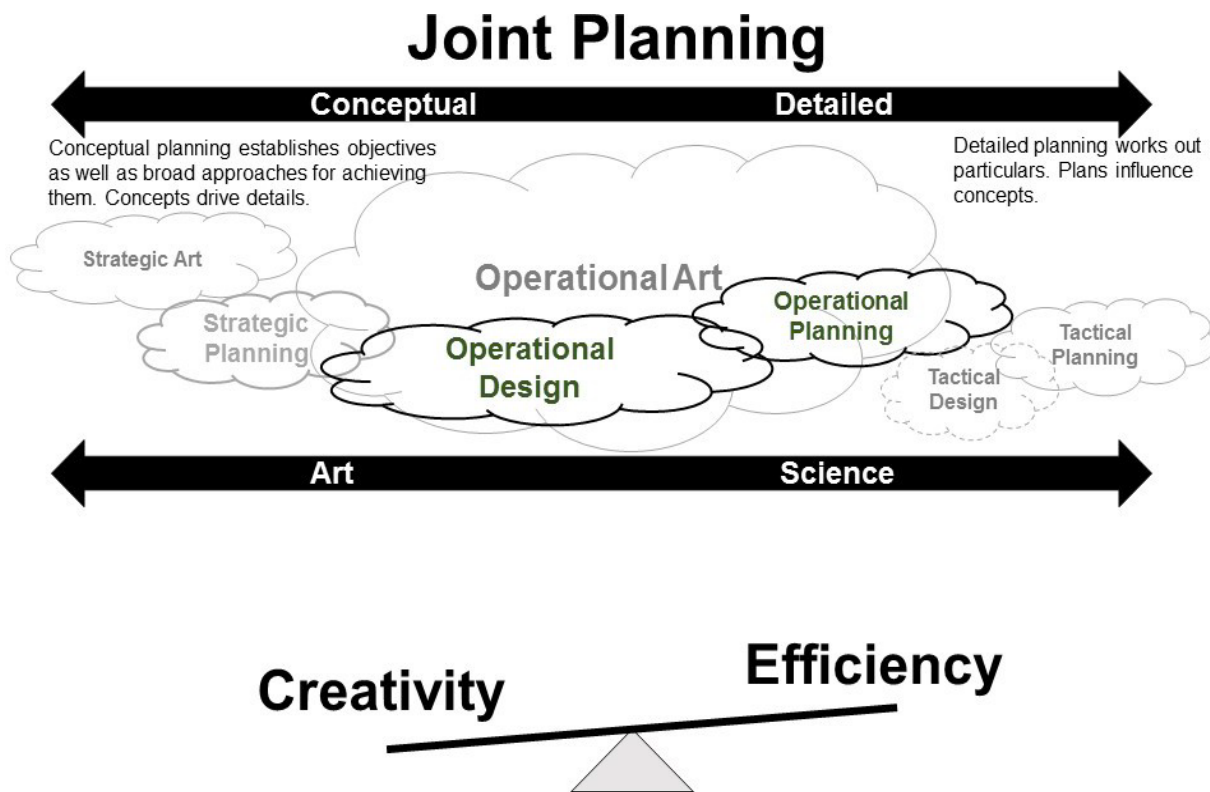 Joint Planning
Conceptual
Detailed
Conceptual planning establishes objectives
as well as broad approaches for achieving
them. Concepts drive details.
Detailed planning works out
particulars. Plans influence
concepts.
Strategic Art
Operational Art
Strategic
Planning
Operational
Design
Operational
Planning
Tactical
Planning
Tactical
Design
Art
Science
Creativity
Efficiency